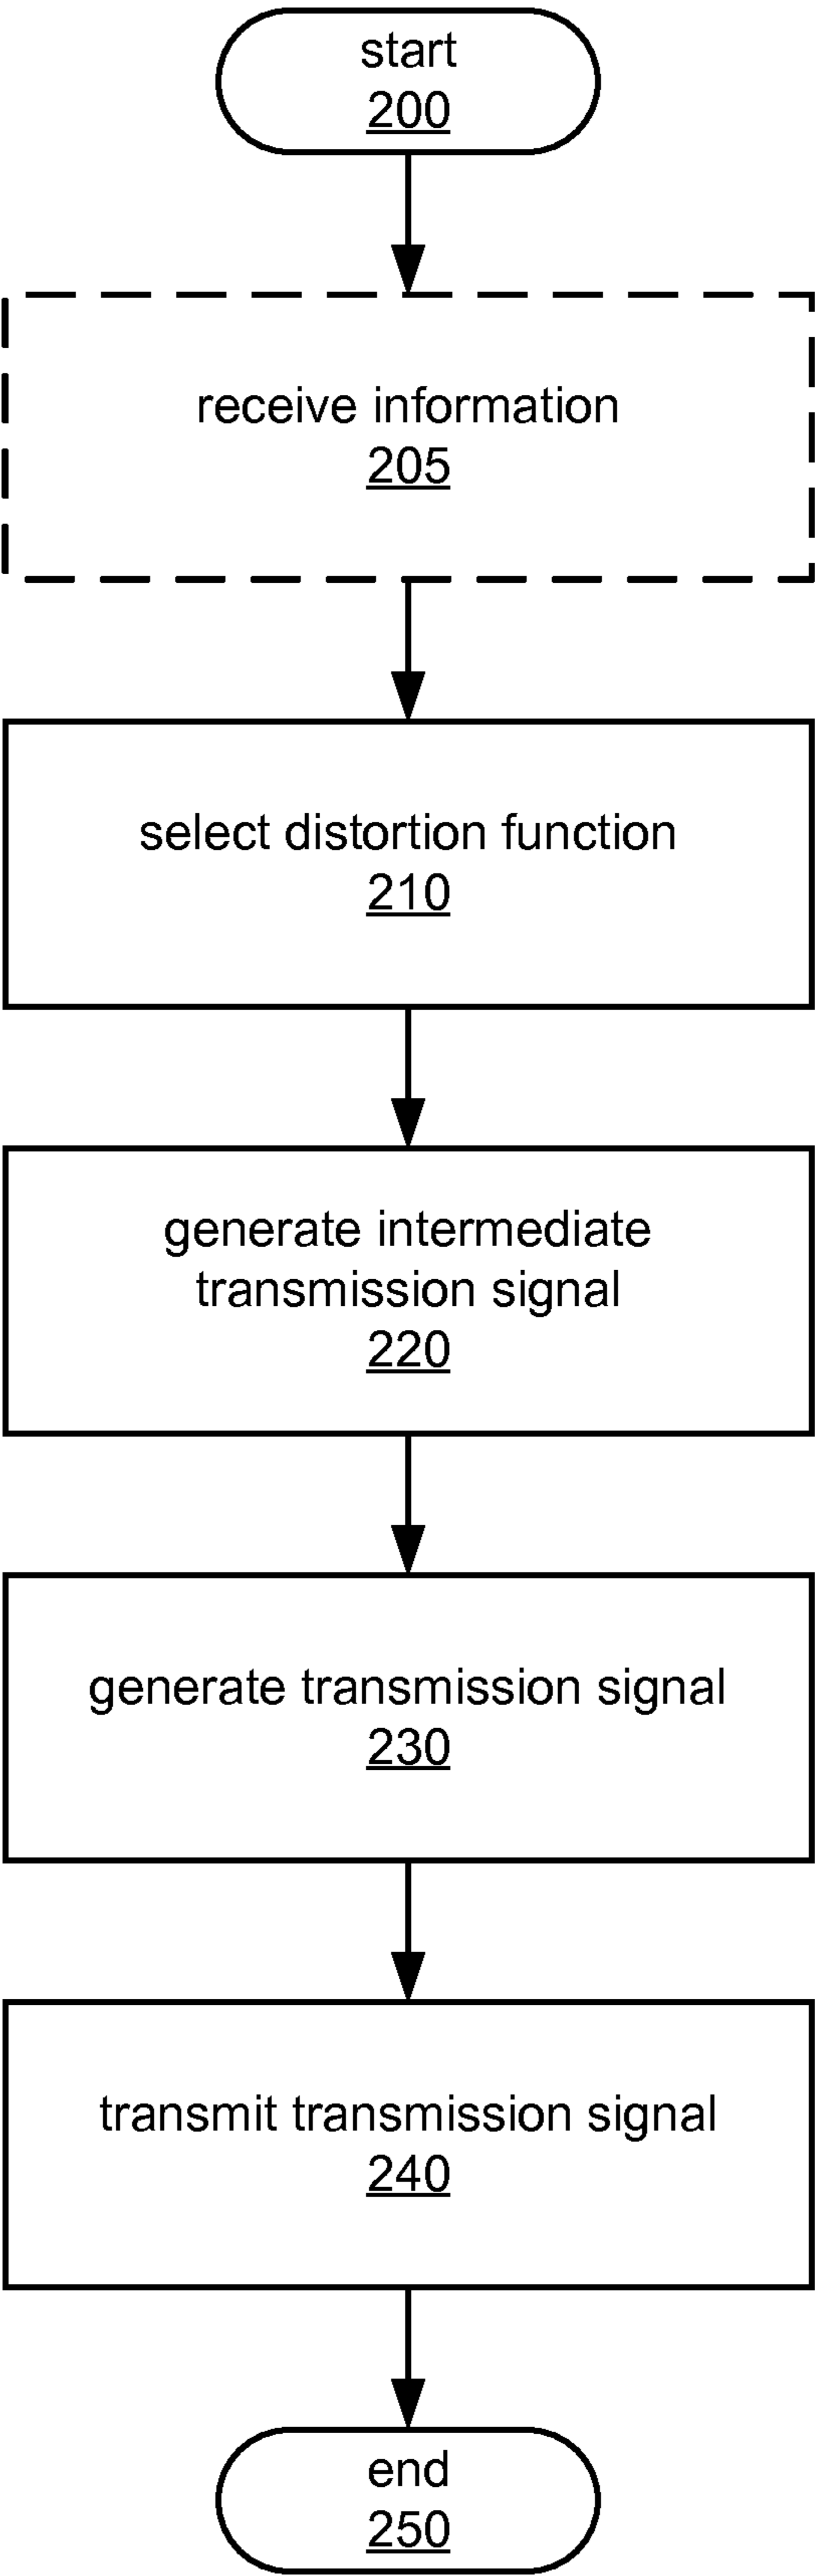 start
200
receive information
205
select distortion function
210
generate intermediate
transmission signal
220
generate transmission signal
230
transmit transmission signal
240
end
250